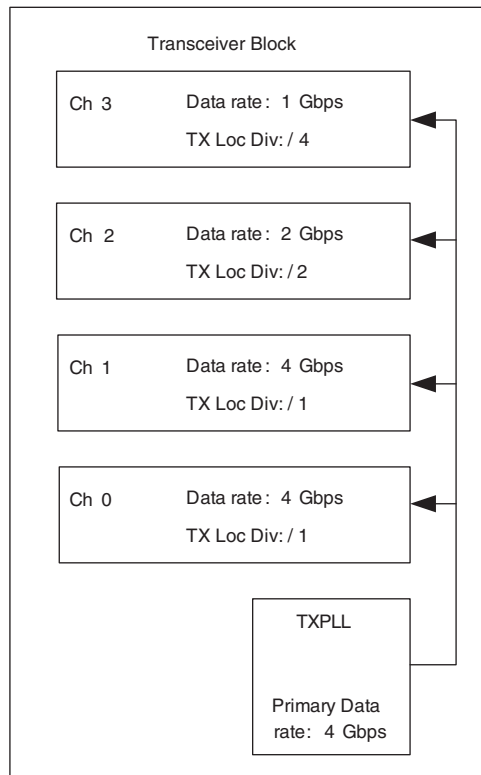 Transceiver Block
Ch 3 Data rate: 1 Gbps
TX Loc Div: / 4
Ch 2 Data rate: 2 Gbps
TX Loc Div: / 2
Ch 1 Data rate: 4 Gbps
TX Loc Div: / 1
Ch 0 Data rate: 4 Gbps
TX Loc Div: / 1
TXPLL
Primary Data
rate: 4 Gbps